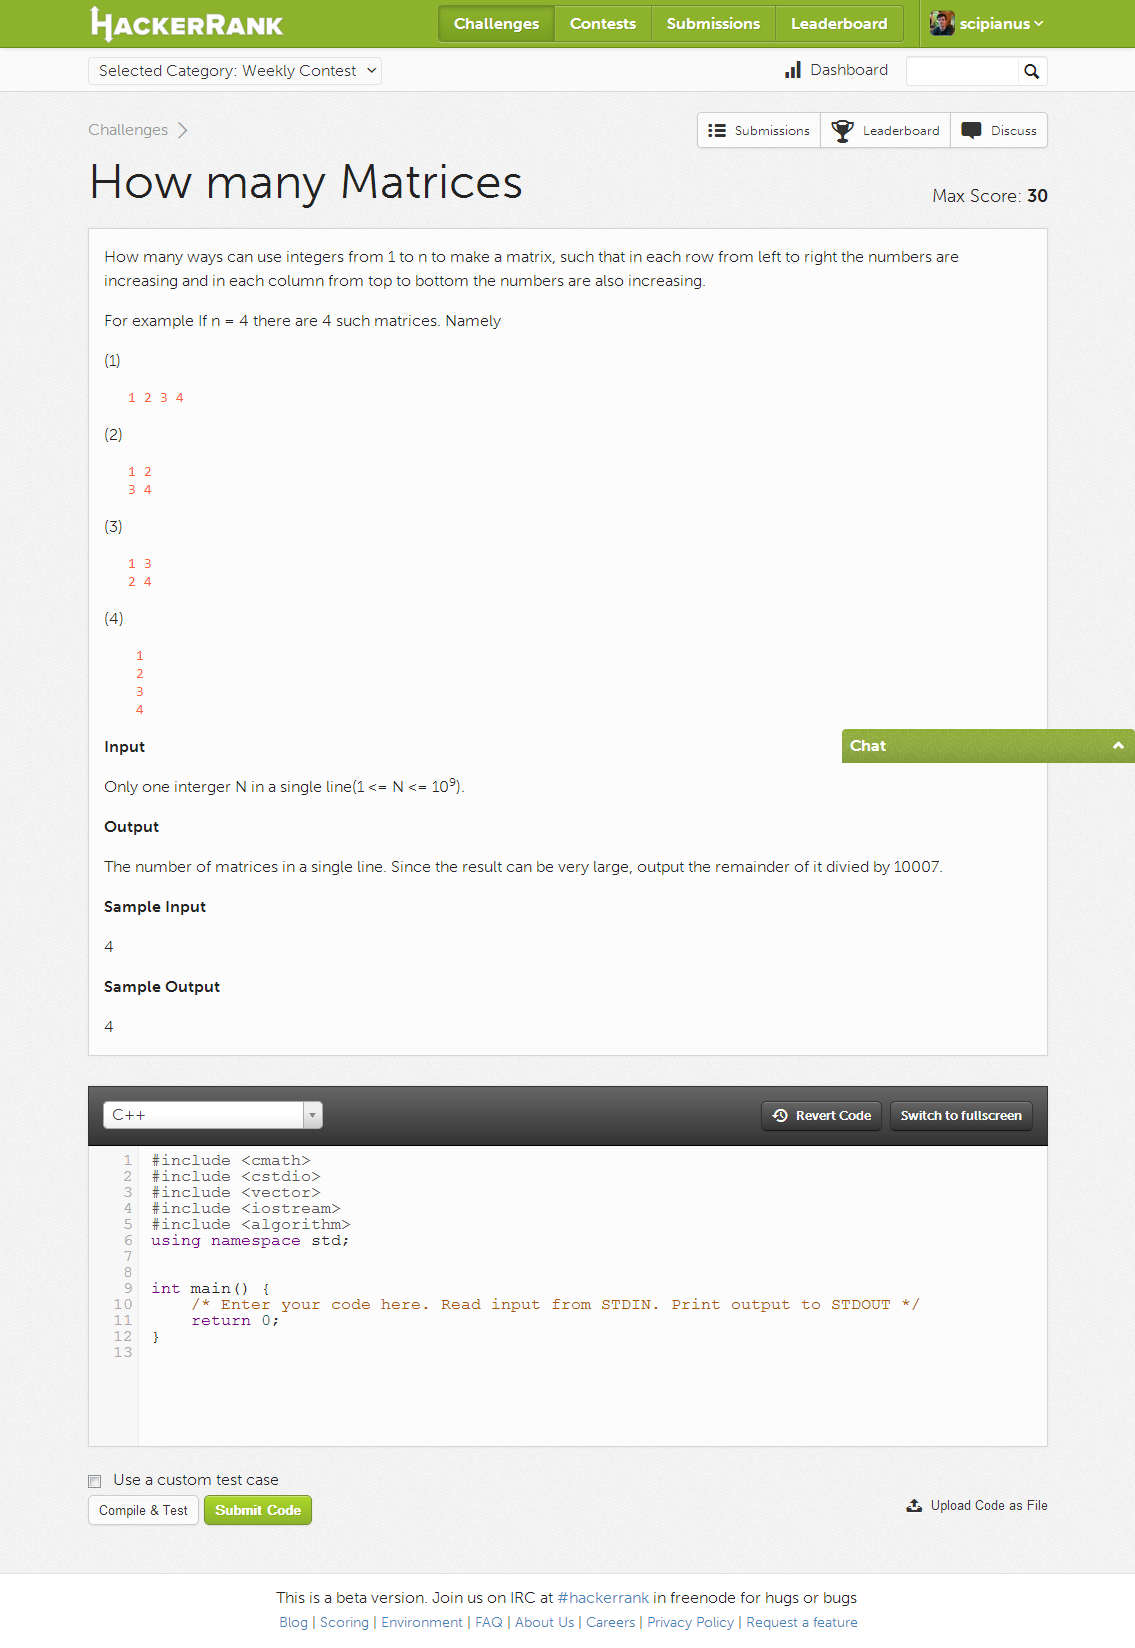 HACKERRANK
Challenges Contests Submissions Leaderboard scipianus
Selected Category: Weekly Contest Dashboard
Challenges
Submissions Leaderboard Discuss
How many Matrices
Max Score: 30
How many ways can use integers from 1 to n to make a matrix, such that in each row from left to right the numbers are
increasing and in each column from top to bottom the numbers are also increasing.
For example If n = 4 there are 4 such matrices. Namely
(1)
1 2 3 4
(2)
1 2
3 4
(3)
1 3
2 4
(4)
1
2
3
4
Input
Chat
Only one interger N in a single line(1 <= N <= 10⁹).
Output
The number of matrices in a single line. Since the result can be very large, output the remainder of it divied by 10007.
Sample Input
4
Sample Output
4
C++ Revert Code Switch to fullscreen
1 #include <cmath>
2 #include <cstdio>
3 #include <vector>
4 #include <iostream>
5 #include <algorithm>
6 using namespace std;
7
8
9 int main() {
10 /* Enter your code here. Read input from STDIN. Print output to STDOUT */
11 return 0;
12 }
13
Use a custom test case
Compile & Test Submit Code Upload Code as File
This is a beta version. Join us on IRC at #hackerrank in freenode for hugs or bugs
Blog | Scoring | Environment | FAQ | About Us | Careers | Privacy Policy | Request a feature